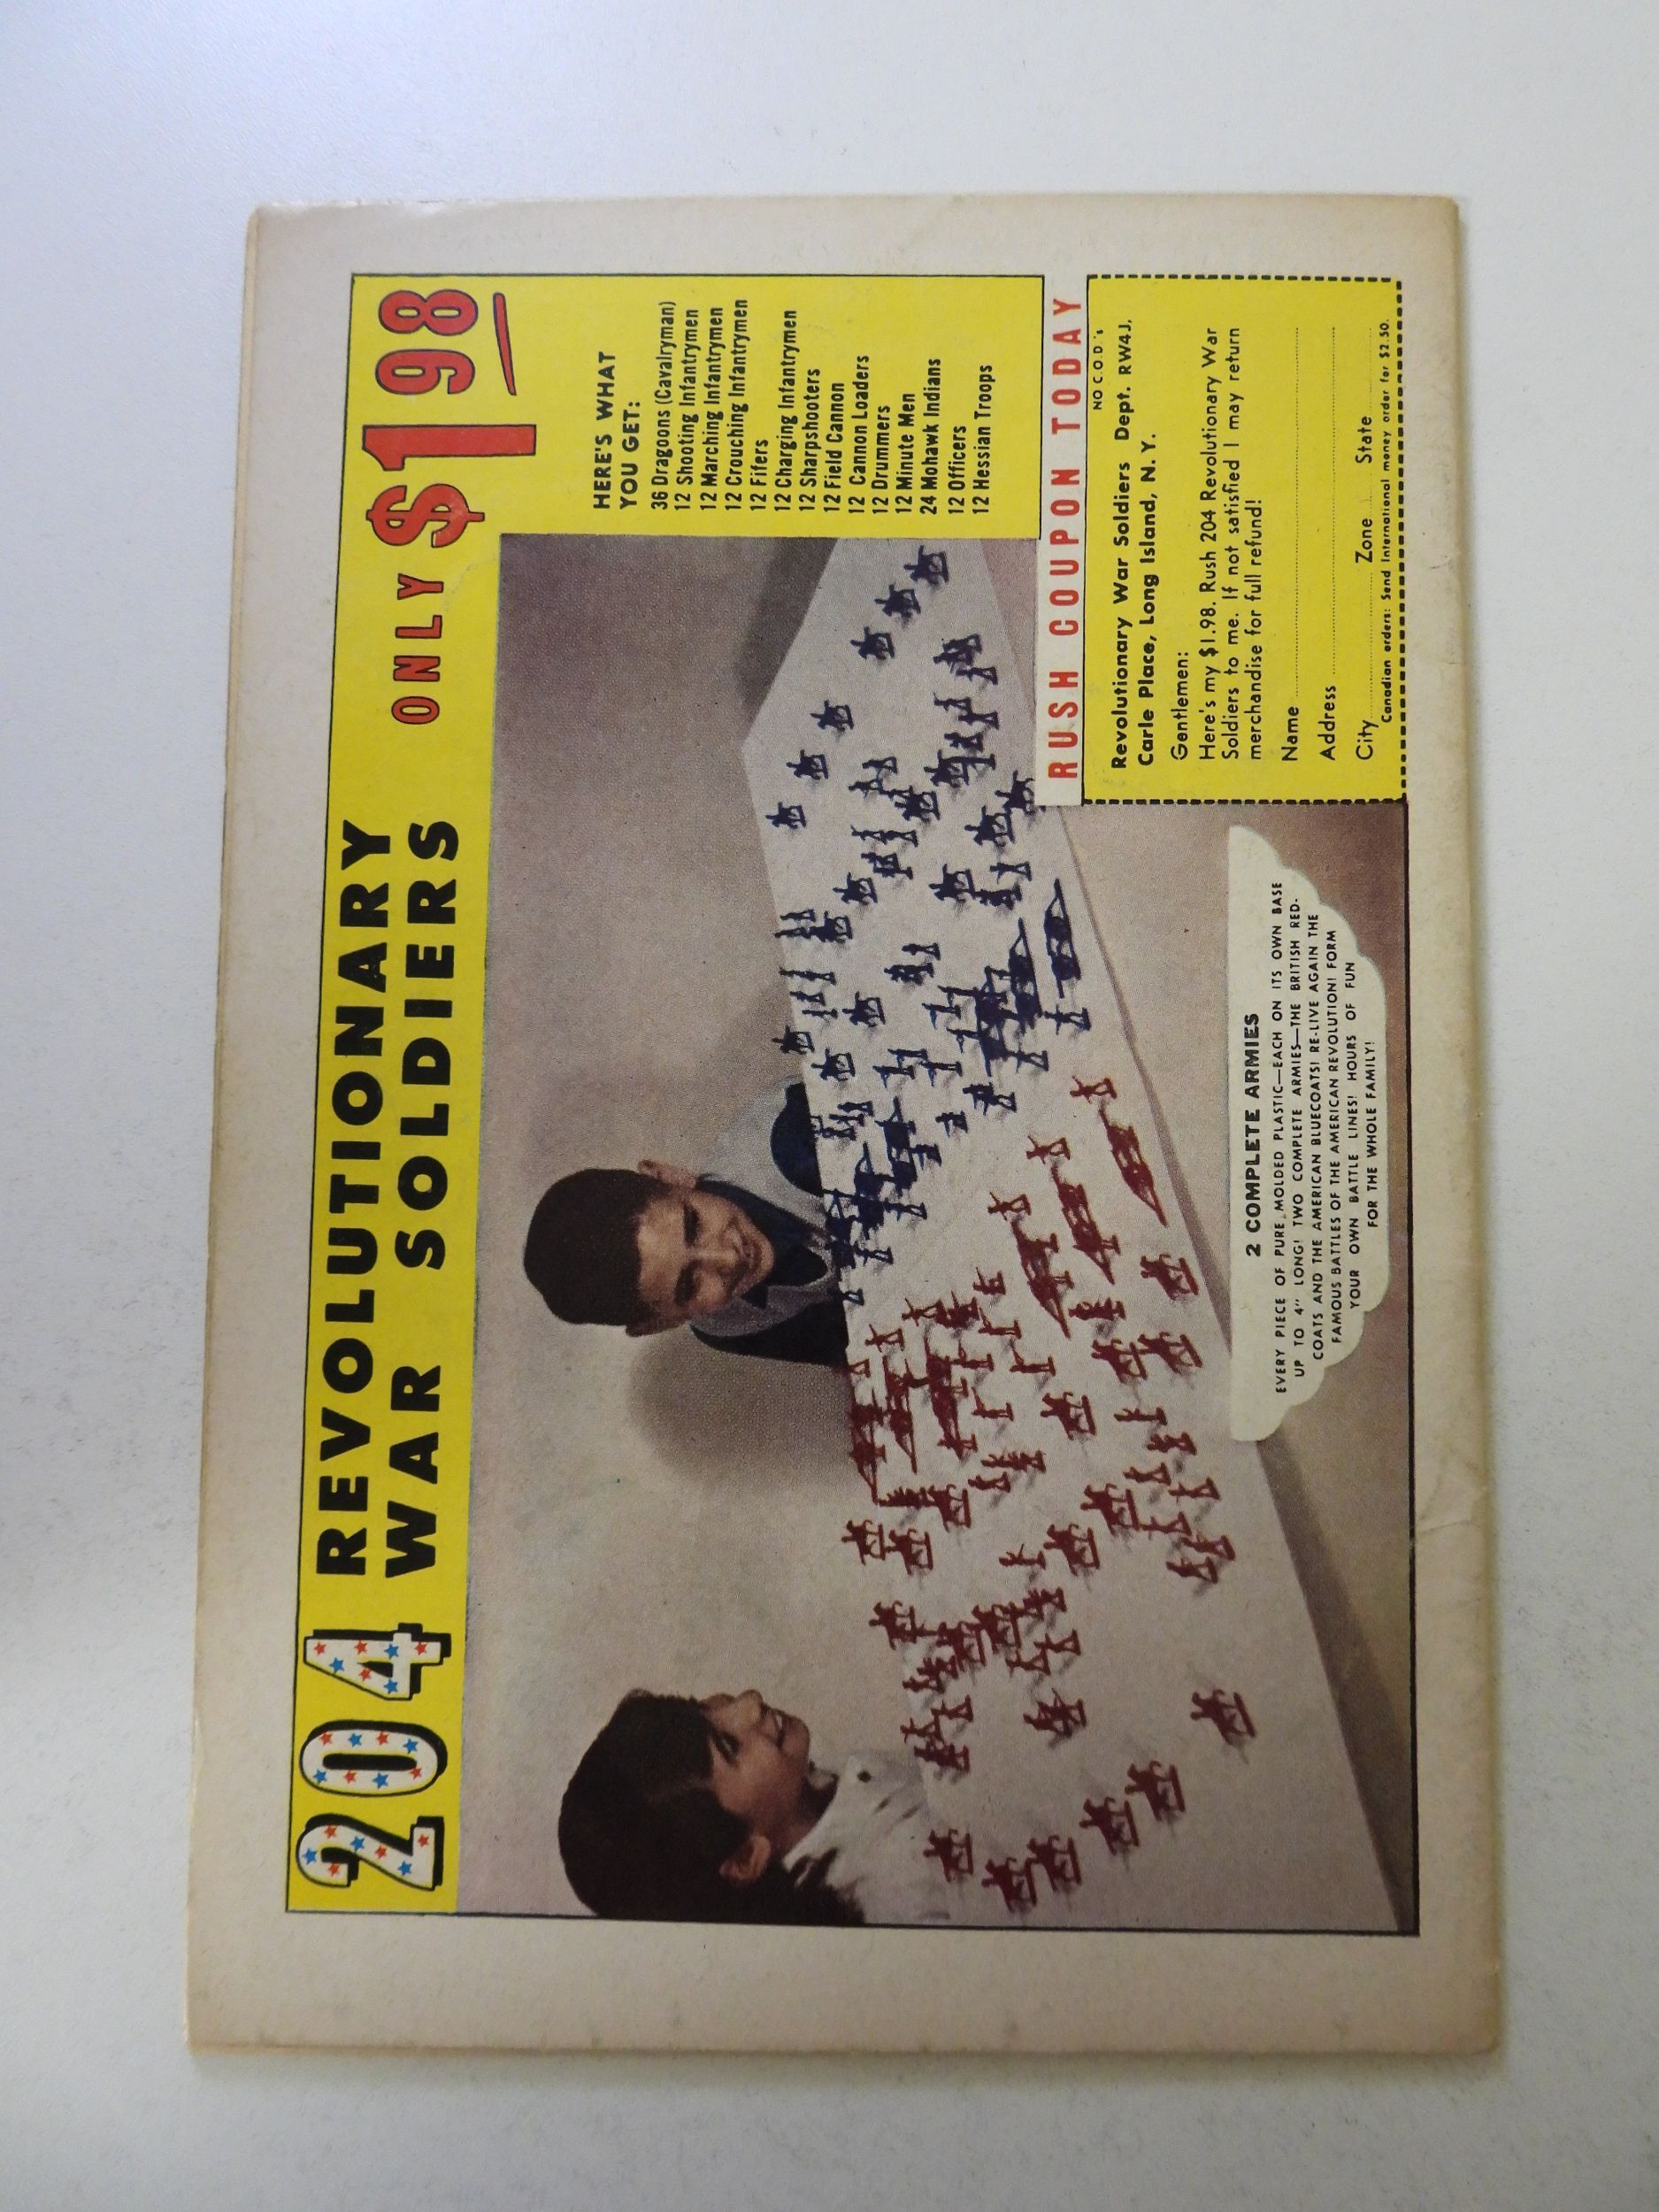 204 REVOLUTIONARY
WAR SOLDIERS ONLY $1 98
HERE'S WHAT
YOU GET:
36 Dragoons (Cavalryman)
12 Shooting Infantrymen
12 Marching Infantrymen
12 Crouching Infantrymen
12 Fifers
12 Charging Infantrymen
12 Sharpshooters
12 Field Cannon
12 Cannon Loaders
12 Drummers
12 Minute Men
24 Mohawk Indians
12 Officers
12 Hessian Troops
RUSH COUPON TODAY
NO C.O.D.'s
Revolutionary War Soldiers Dept. RW4J,
Carle Place, Long Island, N. Y.
Gentlemen:
Here's my $1.98. Rush 204 Revolutionary War
Soldiers to me. If not satisfied I may return
merchandise for full refund!
Name
Address
City Zone State
Canadian orders: Send International money order for $2.50.
2 COMPLETE ARMIES
EVERY PIECE OF PURE MOLDED PLASTIC—EACH ON ITS OWN BASE
UP TO 4" LONG! TWO COMPLETE ARMIES—THE BRITISH RED-
COATS AND THE AMERICAN BLUECOATS! RE-LIVE AGAIN THE
FAMOUS BATTLES OF THE AMERICAN REVOLUTION! FORM
YOUR OWN BATTLE LINES! HOURS OF FUN
FOR THE WHOLE FAMILY!